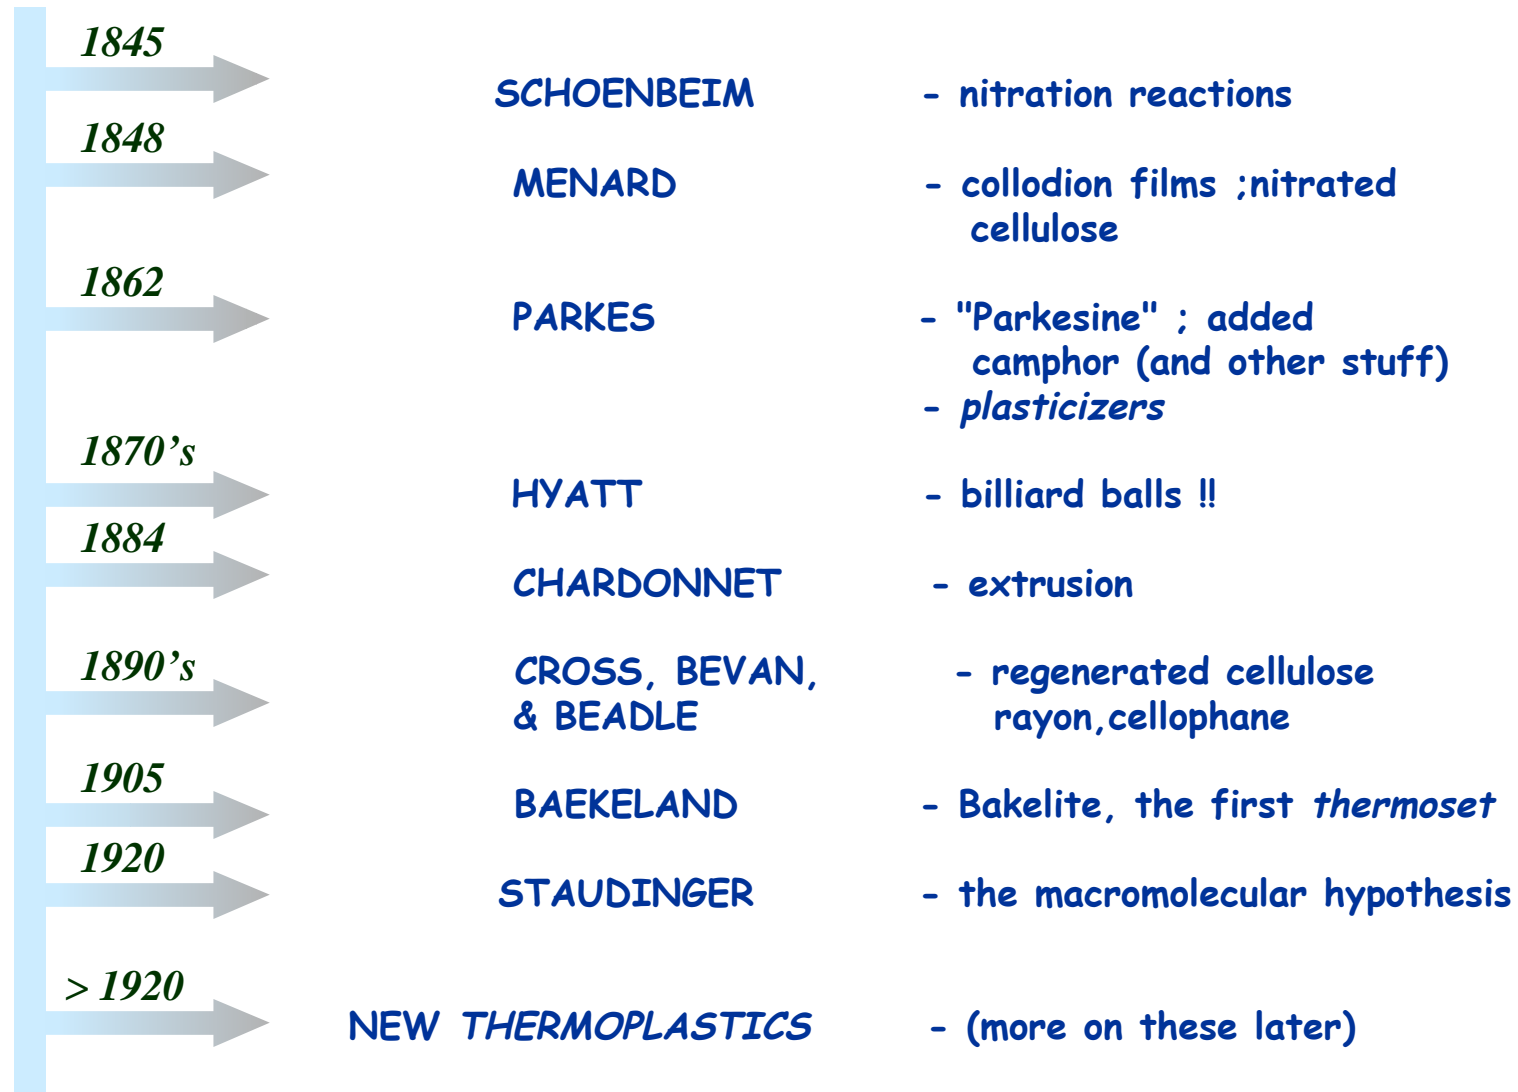 1845
SCHOENBEIM - nitration reactions
1848
MENARD - collodion films ;nitrated
cellulose
1862
PARKES - "Parkesine" ; added
camphor (and other stuff)
- plasticizers
1870's
HYATT - billiard balls !!
1884
CHARDONNET - extrusion
1890's
CROSS, BEVAN, - regenerated cellulose
& BEADLE rayon,cellophane
1905
BAEKELAND - Bakelite, the first thermoset
1920
STAUDINGER - the macromolecular hypothesis
> 1920
NEW THERMOPLASTICS - (more on these later)